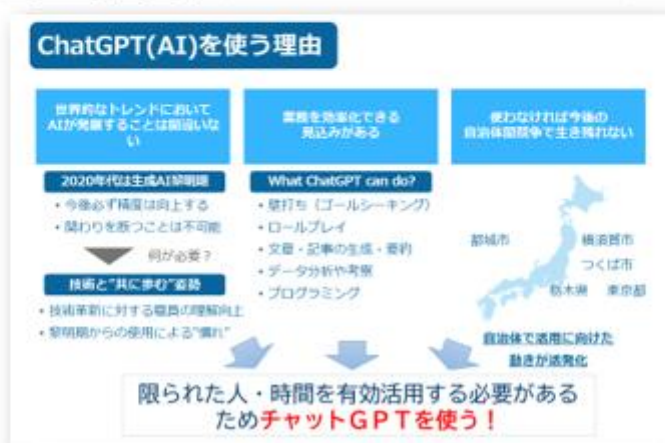 ChatGPT(AI)を使う理由
世界的なトレンドにおいて
AIが発展することは間違いな
い
2020年代は生成AI黎明期
・今後必ず精度は向上する
・関わりを断つことは不可能
何が必要？
技術と"共に歩む"姿勢
・技術革新に対する職員の理解向上
・黎明期からの使用による"慣れ"
業務を効率化できる
見込みがある
What ChatGPT can do?
・壁打ち（ゴールシーキング）
・ロールプレイ
・文章・記事の生成・要約
・データ分析や考察
・プログラミング
使わなければ今後の
自治体間競争で生き残れない
都城市
横須賀市
つくば市
栃木県 東京都
自治体で活用に向けた
動きが活発化
限られた人・時間を有効活用する必要がある
ためチャットＧＰＴを使う！